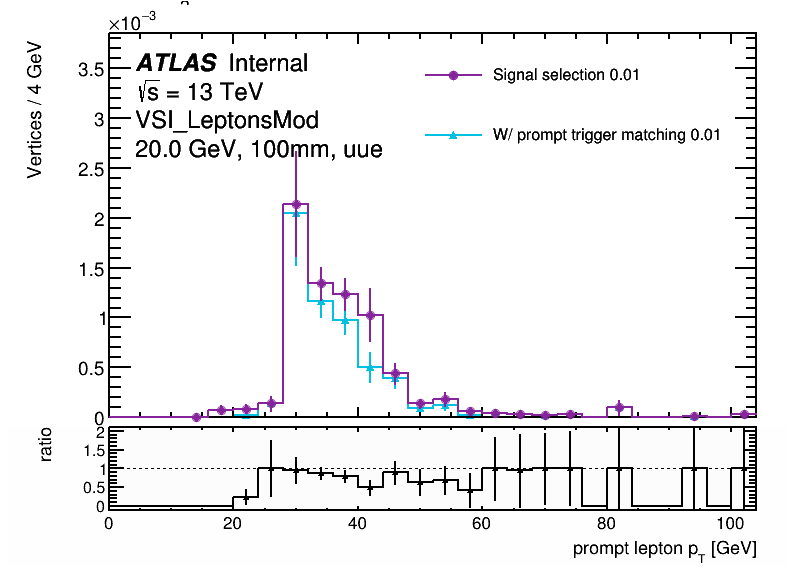 ×10⁻³
ATLAS Internal
√s = 13 TeV
VSI_LeptonsMod
20.0 GeV, 100mm, uue
Signal selection 0.01
W/ prompt trigger matching 0.01
Vertices / 4 GeV
3.5
3
2.5
2
1.5
1
0.5
0
ratio
2
1.5
1
0.5
0
0 20 40 60 80 100
prompt lepton p_T [GeV]